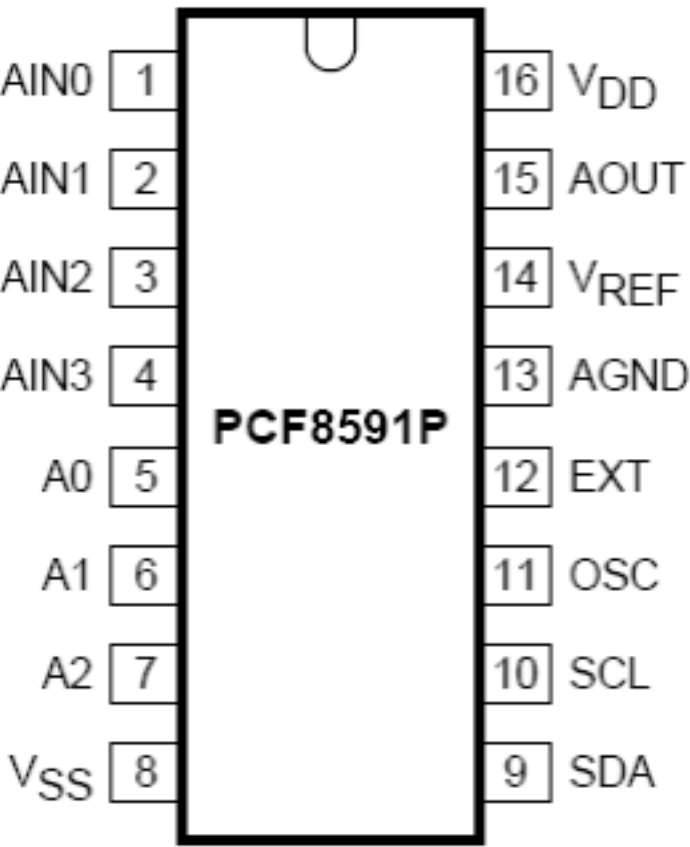 AIN0 1 16 VDD
AIN1 2 15 AOUT
AIN2 3 14 VREF
AIN3 4 13 AGND
PCF8591P
A0 5 12 EXT
A1 6 11 OSC
A2 7 10 SCL
VSS 8 9 SDA